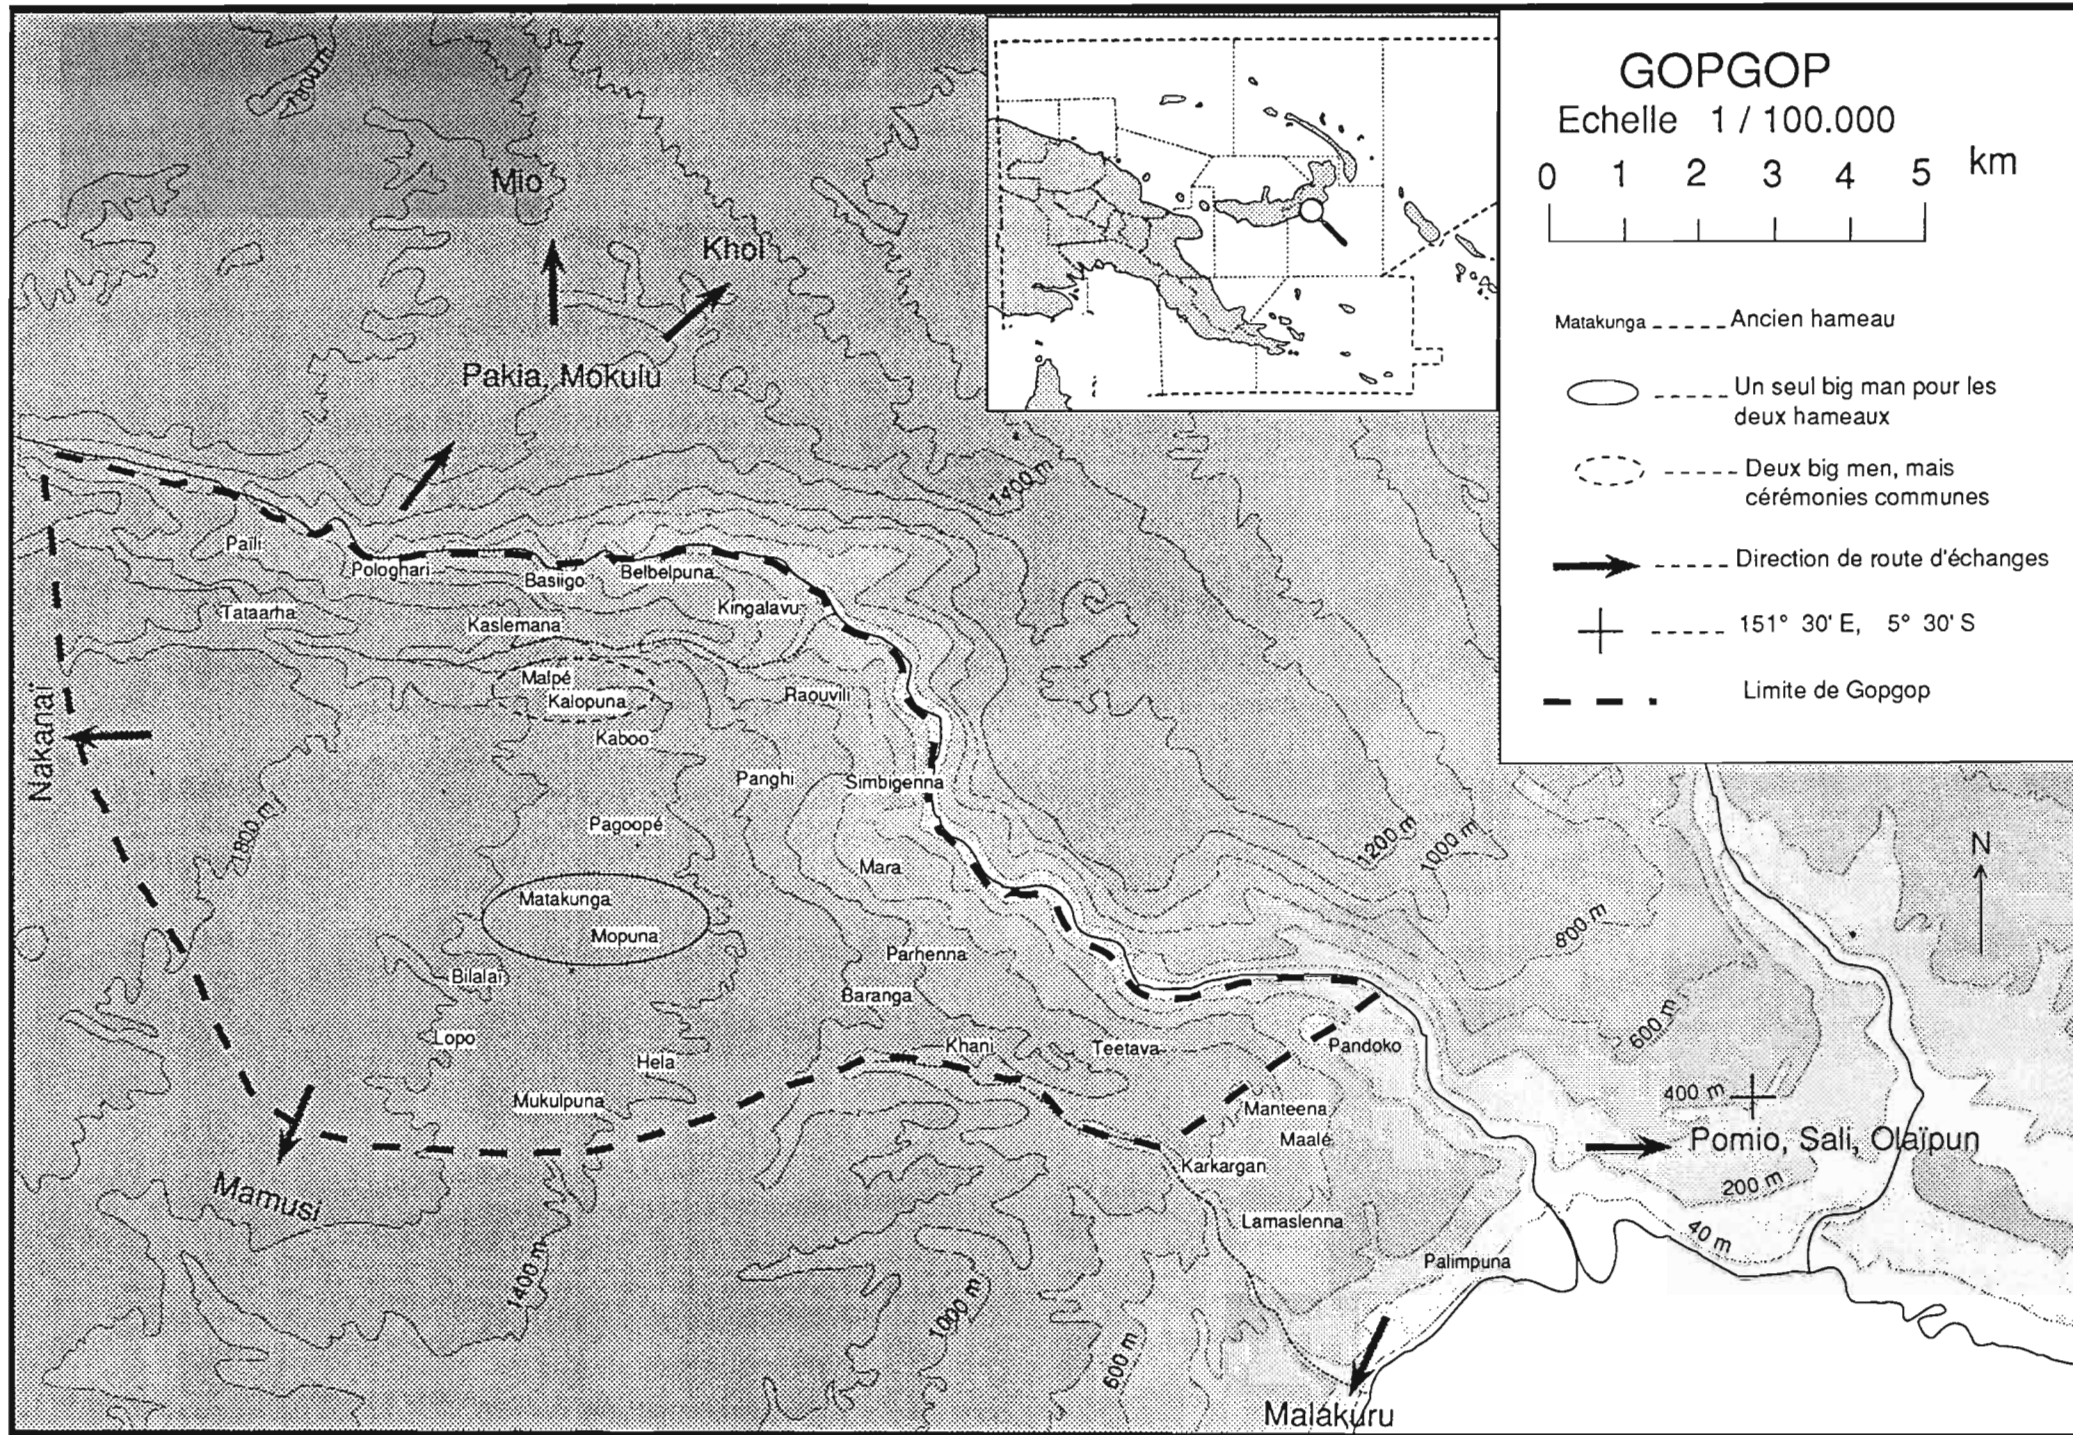 GOPGOP
Echelle 1 / 100.000
0 1 2 3 4 5 km
Matakunga Ancien hameau
Un seul big man pour les
deux hameaux
Deux big men, mais
cérémonies communes
Direction de route d'échanges
151° 30' E, 5° 30' S
Limite de Gopgop
N
1800 m
Mio
Khol
Pakia, Mokulu
1400 m
Païli
Pologhari
Basiigo
Belbelpuna
Tataarha
Kaslemana
Kingalavu
Malpé
Kalopuna
Raouvili
Nakanaï
Kaboo
Panghi
Simbigenna
1800 m
Pagoopé
Mara
1200 m
1000 m
Matakunga
Mopuna
800 m
Parhenna
Bilalaï
Baranga
600 m
Lopo
Khani
Teetava
Pandoko
Hela
400 m
Mukulpuna
Manteena
Maalé
Pomio, Sali, Olaïpun
Karkargan
200 m
Mamusi
Lamaslenna
40 m
Palimpuna
1400 m
1000 m
600 m
Malakuru